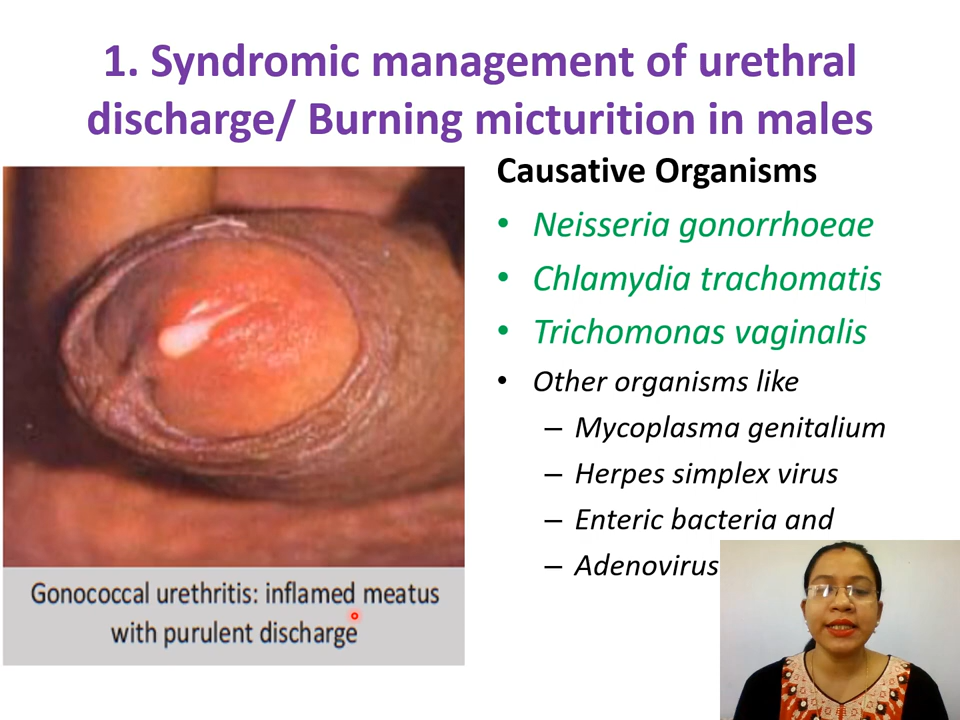 1. Syndromic management of urethral
discharge/ Burning micturition in males
Causative Organisms
• Neisseria gonorrhoeae
• Chlamydia trachomatis
• Trichomonas vaginalis
• Other organisms like
– Mycoplasma genitalium
– Herpes simplex virus
– Enteric bacteria and
– Adenovirus
Gonococcal urethritis: inflamed meatus
with purulent discharge